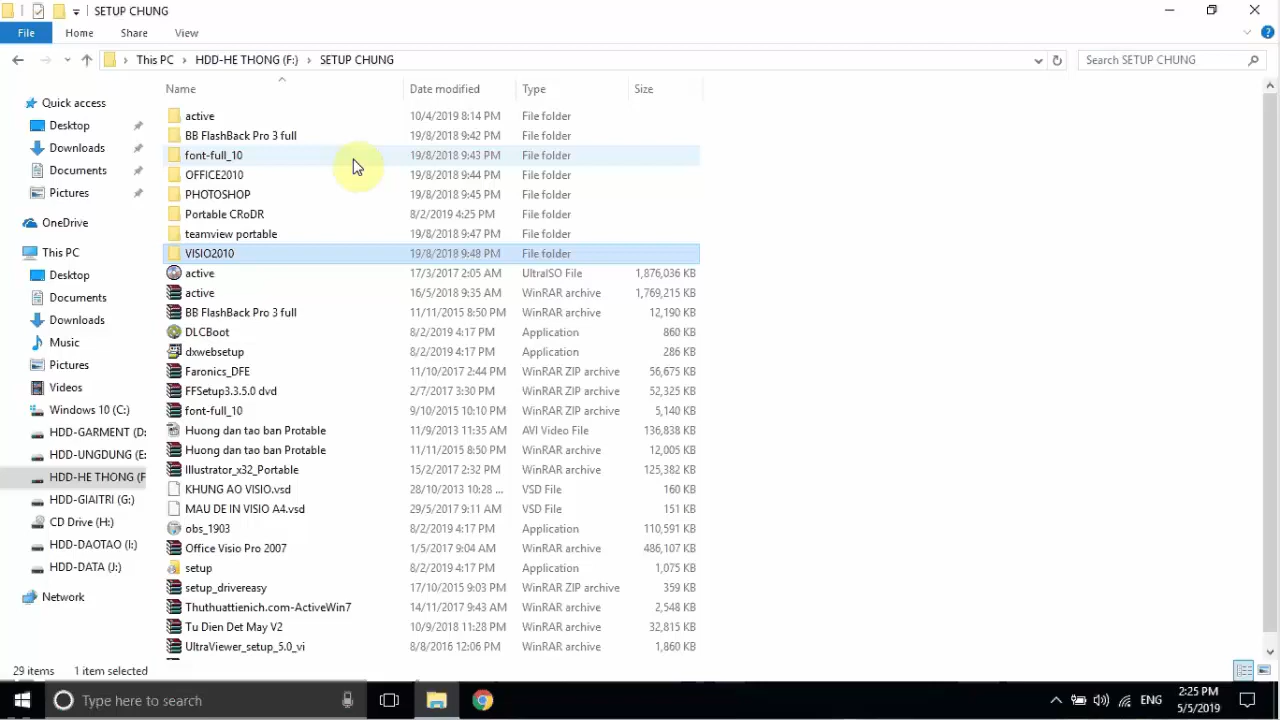 SETUP CHUNG
File Home Share View
This PC HDD-HE THONG (F:) SETUP CHUNG Search SETUP CHUNG
Name Date modified Type Size
Quick access
Desktop
Downloads
Documents
Pictures
OneDrive
This PC
Desktop
Documents
Downloads
Music
Pictures
Videos
Windows 10 (C:)
HDD-GARMENT (D:
HDD-UNGDUNG (E:
HDD-HE THONG (F
HDD-GIAITRI (G:)
CD Drive (H:)
HDD-DAOTAO (I:)
HDD-DATA (J:)
Network
active 10/4/2019 8:14 PM File folder
BB FlashBack Pro 3 full 19/8/2018 9:42 PM File folder
font-full_10 19/8/2018 9:43 PM File folder
OFFICE2010 19/8/2018 9:44 PM File folder
PHOTOSHOP 19/8/2018 9:45 PM File folder
Portable CRoDR 8/2/2019 4:25 PM File folder
teamview portable 19/8/2018 9:47 PM File folder
VISIO2010 19/8/2018 9:48 PM File folder
active 17/3/2017 2:05 AM UltraISO File 1,876,036 KB
active 16/5/2018 9:35 AM WinRAR archive 1,769,215 KB
BB FlashBack Pro 3 full 11/11/2015 8:50 PM WinRAR archive 12,190 KB
DLCBoot 8/2/2019 4:17 PM Application 860 KB
dxwebsetup 8/2/2019 4:17 PM Application 286 KB
Faronics_DFE 11/10/2017 2:44 PM WinRAR ZIP archive 56,675 KB
FFSetup3.3.5.0 dvd 2/7/2017 3:30 PM WinRAR ZIP archive 52,325 KB
font-full_10 9/10/2015 10:10 PM WinRAR ZIP archive 5,140 KB
Huong dan tao ban Protable 11/9/2013 11:35 AM AVI Video File 136,838 KB
Huong dan tao ban Protable 11/11/2015 8:50 PM WinRAR archive 12,005 KB
Illustrator_x32_Portable 15/2/2017 2:32 PM WinRAR archive 125,382 KB
KHUNG AO VISIO.vsd 28/10/2013 10:28 ... VSD File 160 KB
MAU DE IN VISIO A4.vsd 29/5/2017 9:11 AM VSD File 151 KB
obs_1903 8/2/2019 4:17 PM Application 110,591 KB
Office Visio Pro 2007 1/5/2017 9:04 AM WinRAR archive 486,107 KB
setup 8/2/2019 4:17 PM Application 1,075 KB
setup_drivereasy 17/10/2015 9:03 PM WinRAR ZIP archive 359 KB
Thuthuattienich.com-ActiveWin7 14/11/2017 9:43 AM WinRAR archive 2,548 KB
Tu Dien Det May V2 10/9/2018 11:28 PM WinRAR archive 32,815 KB
UltraViewer_setup_5.0_vi 8/8/2016 12:06 PM WinRAR archive 1,860 KB
29 items 1 item selected
Type here to search
ENG
2:25 PM
5/5/2019